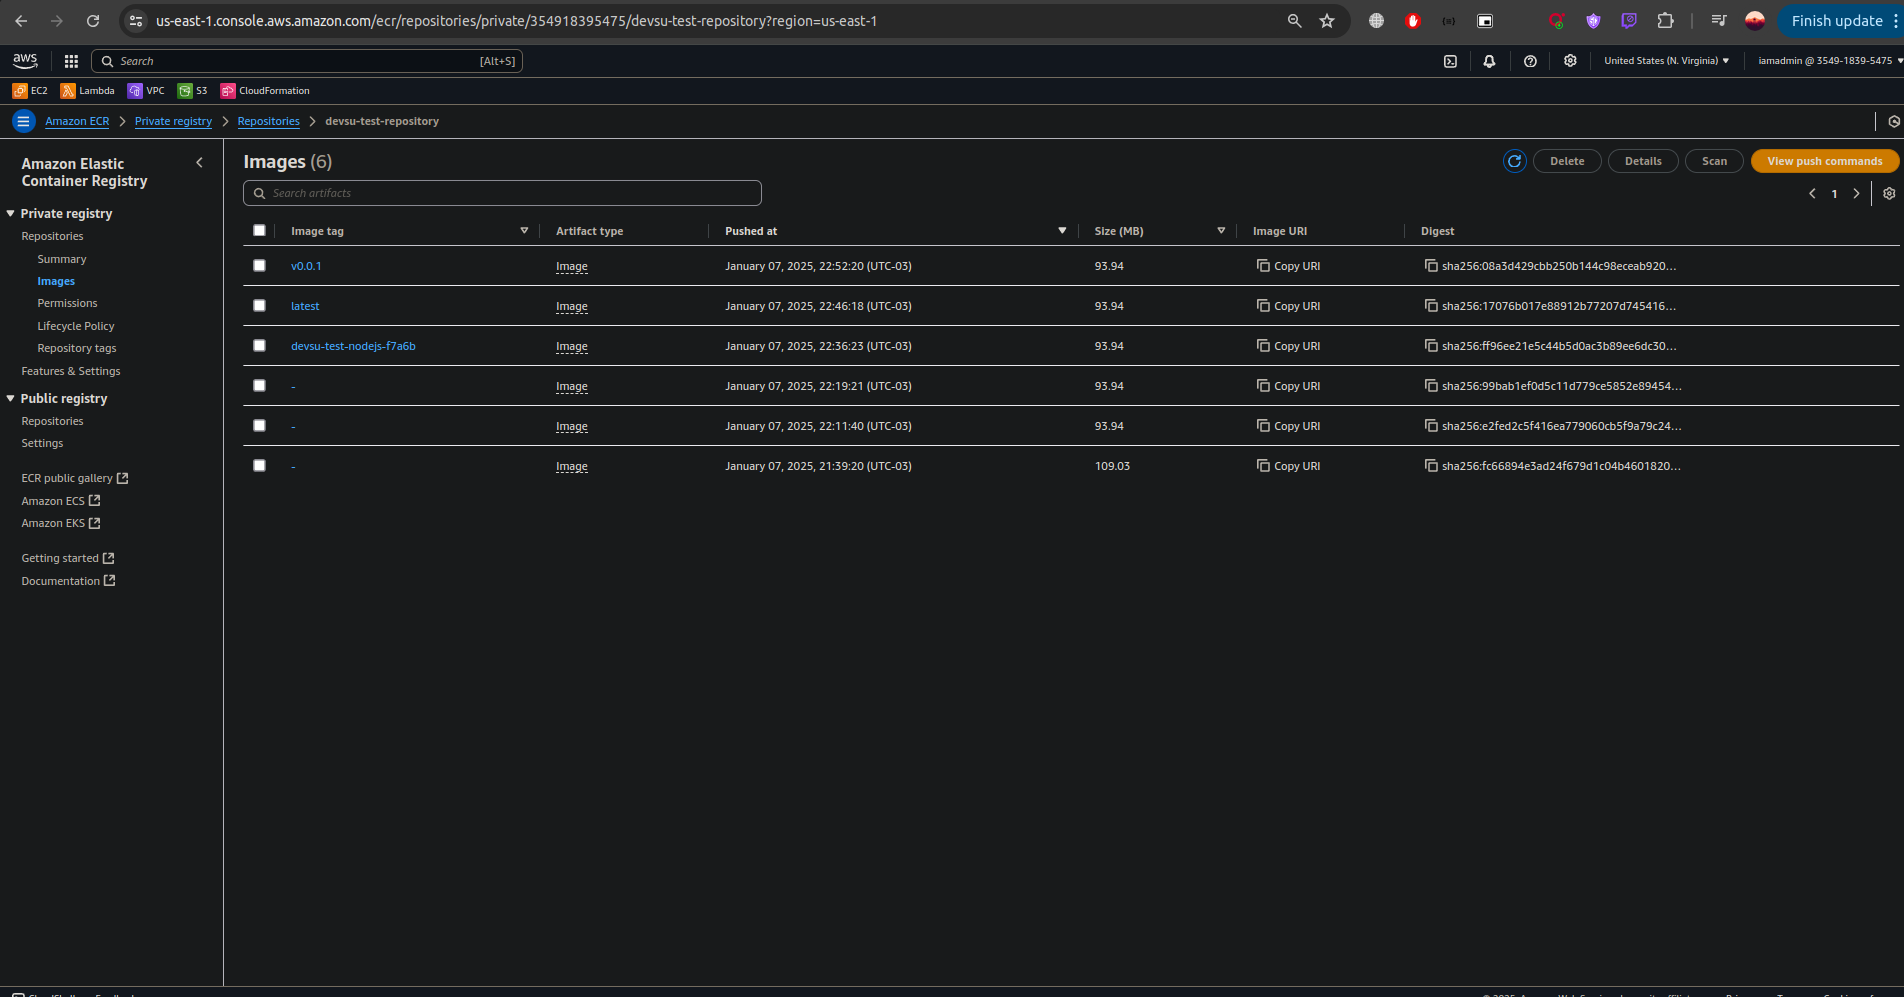 us-east-1.console.aws.amazon.com/ecr/repositories/private/354918395475/devsu-test-repository?region=us-east-1
Finish update
aws
Search
[Alt+S]
United States (N. Virginia)
iamadmin @ 3549-1839-5475
EC2
Lambda
VPC
S3
CloudFormation
Amazon ECR
Private registry
Repositories
devsu-test-repository
Amazon Elastic
Container Registry
Private registry
Repositories
Summary
Images
Permissions
Lifecycle Policy
Repository tags
Features & Settings
Public registry
Repositories
Settings
ECR public gallery
Amazon ECS
Amazon EKS
Getting started
Documentation
Images (6)
Delete
Details
Scan
View push commands
Search artifacts
1
Image tag Artifact type Pushed at Size (MB) Image URI Digest
v0.0.1 Image January 07, 2025, 22:52:20 (UTC-03) 93.94 Copy URI sha256:08a3d429cbb250b144c98eceab920...
latest Image January 07, 2025, 22:46:18 (UTC-03) 93.94 Copy URI sha256:17076b017e88912b77207d745416...
devsu-test-nodejs-f7a6b Image January 07, 2025, 22:36:23 (UTC-03) 93.94 Copy URI sha256:ff96ee21e5c44b5d0ac3b89ee6dc30...
- Image January 07, 2025, 22:19:21 (UTC-03) 93.94 Copy URI sha256:99bab1ef0d5c11d779ce5852e89454...
- Image January 07, 2025, 22:11:40 (UTC-03) 93.94 Copy URI sha256:e2fed2c5f416ea779060cb5f9a79c24...
- Image January 07, 2025, 21:39:20 (UTC-03) 109.03 Copy URI sha256:fc66894e3ad24f679d1c04b4601820...